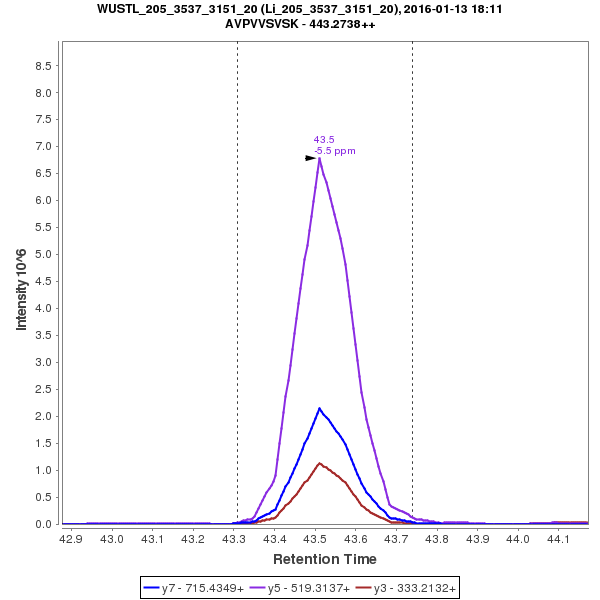 WUSTL_205_3537_3151_20 (Li_205_3537_3151_20), 2016-01-13 18:11
AVPVVSVSK - 443.2738++
8.5
8.0
7.5
7.0
6.5
6.0
5.5
5.0
4.5
4.0
3.5
3.0
2.5
2.0
1.5
1.0
0.5
0.0
Intensity 10^6
43.5
-5.5 ppm
42.9 43.0 43.1 43.2 43.3 43.4 43.5 43.6 43.7 43.8 43.9 44.0 44.1
Retention Time
y7 - 715.4349+ y5 - 519.3137+ y3 - 333.2132+